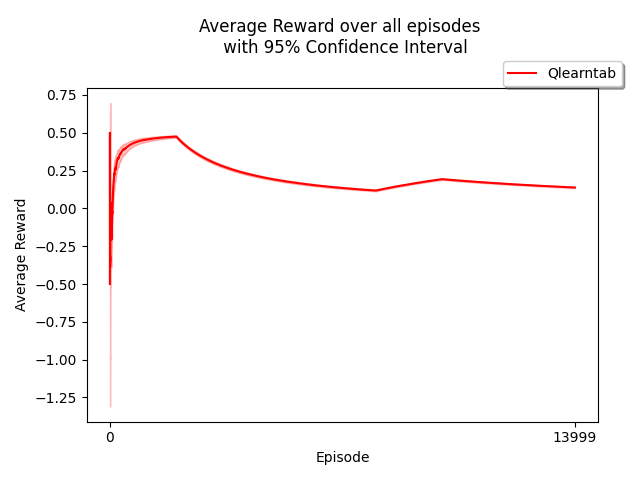 Average Reward over all episodes
with 95% Confidence Interval
Qlearntab
0.75
0.50
0.25
0.00
−0.25
−0.50
−0.75
−1.00
−1.25
Average Reward
0
13999
Episode